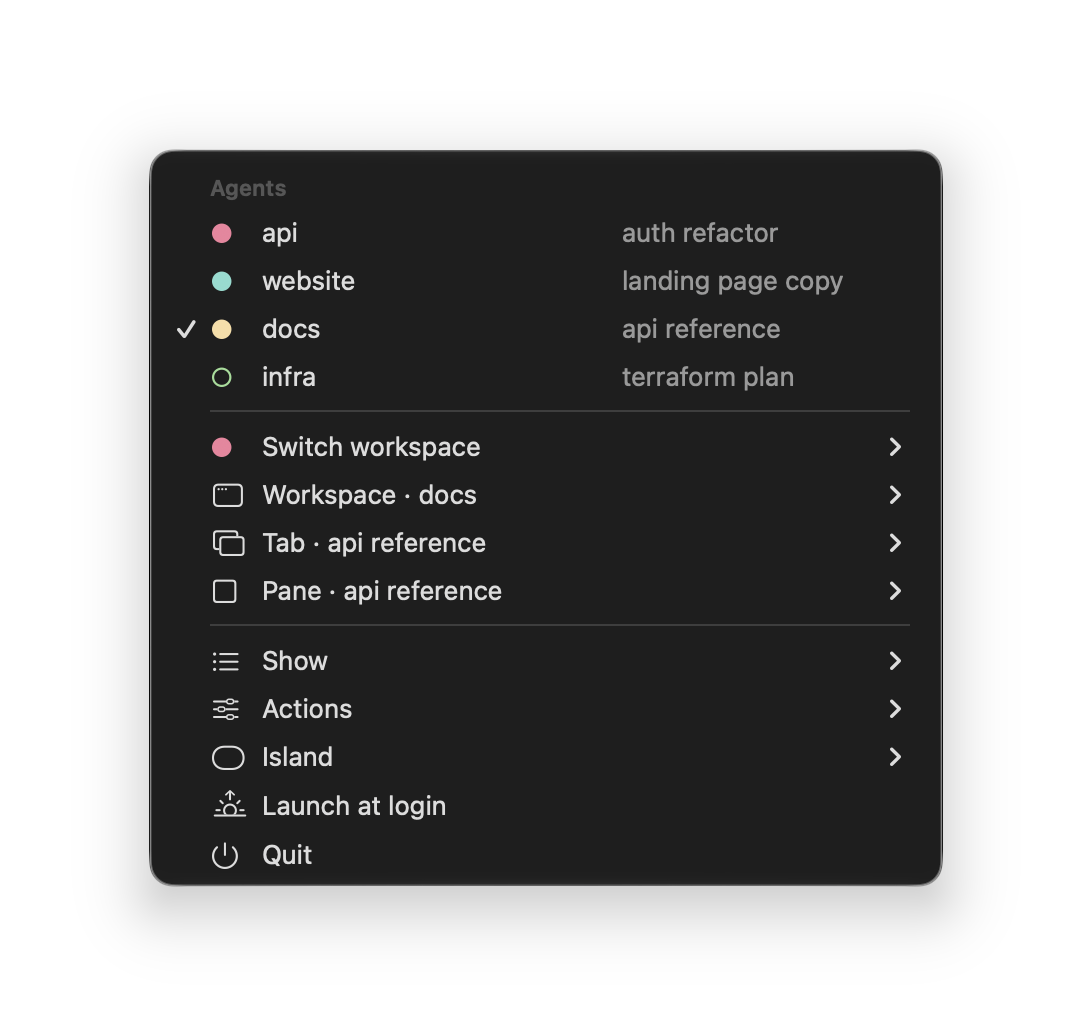 Agents
api auth refactor
website landing page copy
docs api reference
infra terraform plan
Switch workspace
Workspace · docs
Tab · api reference
Pane · api reference
Show
Actions
Island
Launch at login
Quit